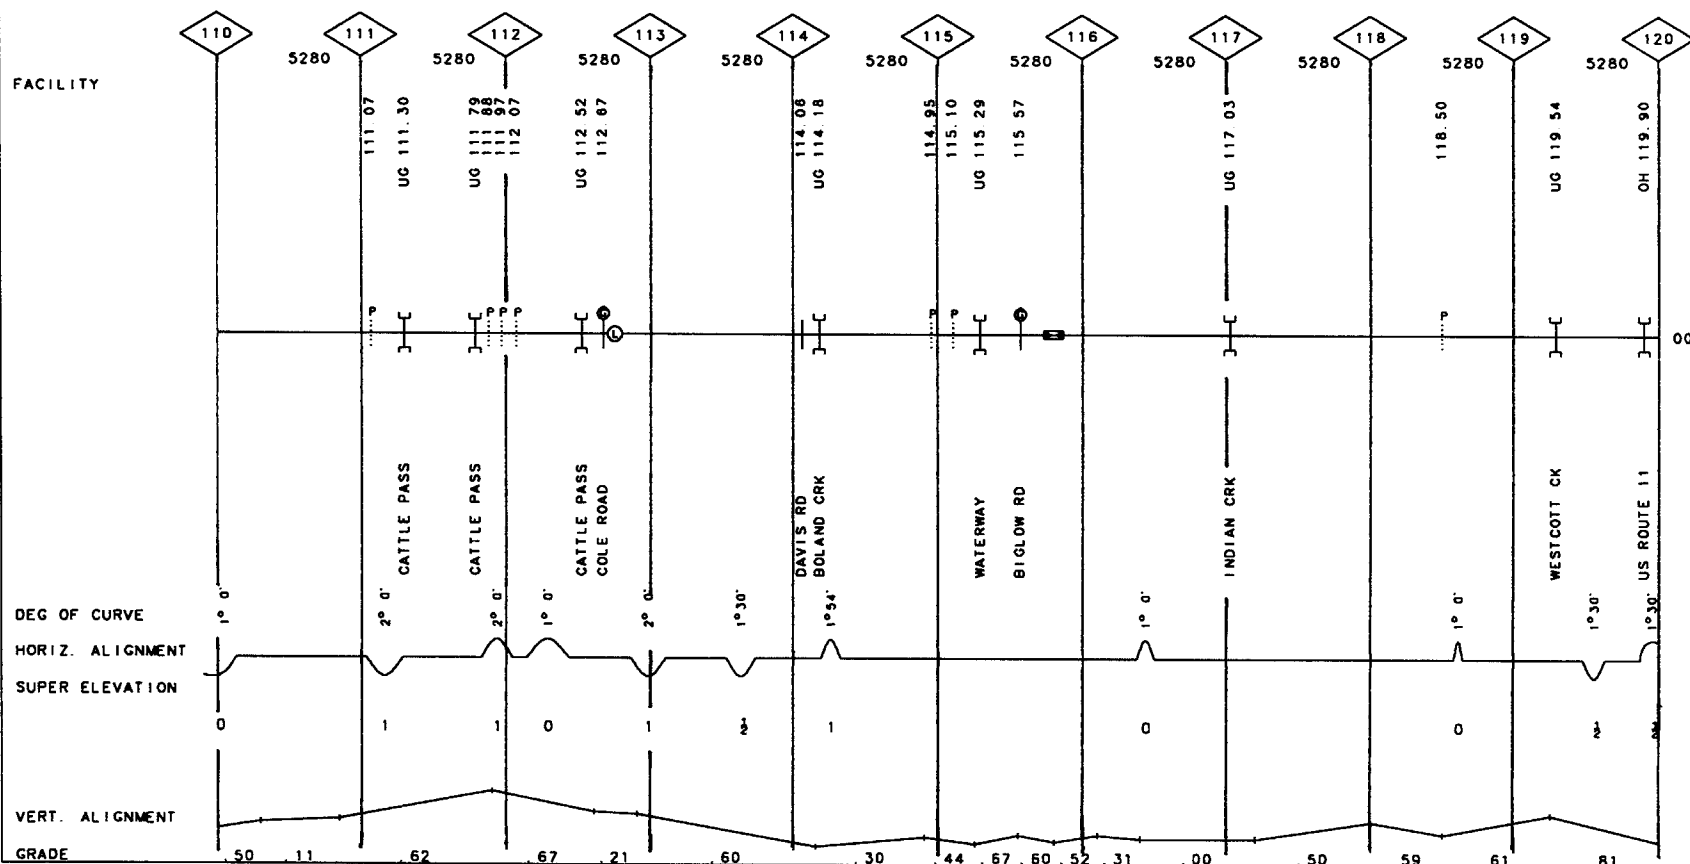 110 111 112 113 114 115 116 117 118 119 120
5280 5280 5280 5280 5280 5280 5280 5280 5280 5280
FACILITY
111.07
UG 111.30
UG 111.79
111.88
111.97
112.07
UG 112.52
112.67
114.08
UG 114.18
114.95
115.10
UG 115.29
115.57
UG 117.03
118.50
UG 119.54
OH 119.90
P P P P P P P
G L G
00
CATTLE PASS
CATTLE PASS
CATTLE PASS
COLE ROAD
DAVIS RD
BOLAND CRK
WATERWAY
BIGLOW RD
INDIAN CRK
WESTCOTT CK
US ROUTE 11
DEG OF CURVE 1° 0' 2° 0' 2° 0' 1° 0' 2° 0' 1°30' 1°54' 1° 0' 1° 0' 1°30' 1°30'
HORIZ. ALIGNMENT
SUPER ELEVATION
0 1 1 0 1 ½ 1 0 0 ½ ½
VERT. ALIGNMENT
GRADE .50 .11 .62 .67 .21 .60 .30 .44 .67 .60 .52 .31 .00 .50 .59 .61 .81